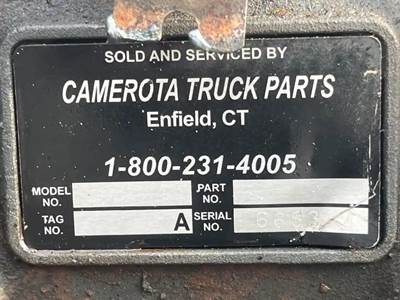 SOLD AND SERVICED BY
CAMEROTA TRUCK PARTS
Enfield, CT
1-800-231-4005
MODEL NO. PART NO.
TAG NO. A SERIAL NO.